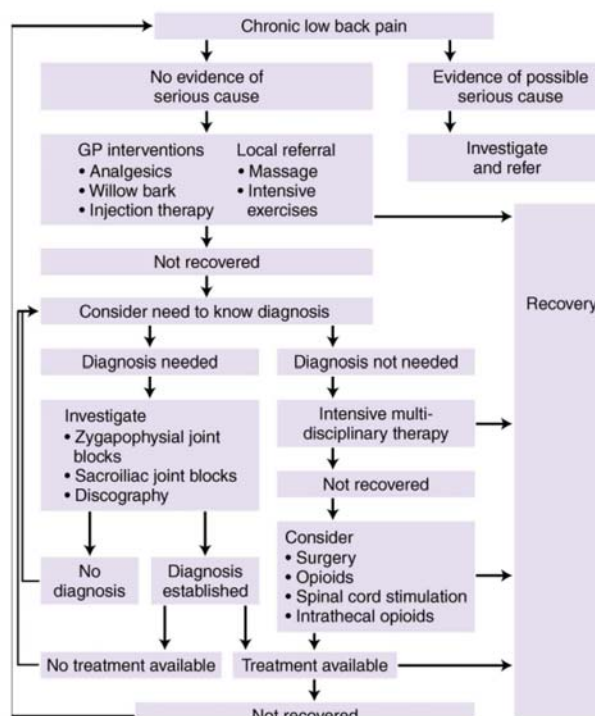 Chronic low back pain
No evidence of
serious cause
Evidence of possible
serious cause
GP interventions
• Analgesics
• Willow bark
• Injection therapy
Local referral
• Massage
• Intensive
exercises
Investigate
and refer
Not recovered
Recovery
Consider need to know diagnosis
Diagnosis needed
Diagnosis not needed
Investigate
• Zygapophysial joint
blocks
• Sacroiliac joint blocks
• Discography
Intensive multi-
disciplinary therapy
Not recovered
Consider
• Surgery
• Opioids
• Spinal cord stimulation
• Intrathecal opioids
No
diagnosis
Diagnosis
established
No treatment available
Treatment available
Not recovered